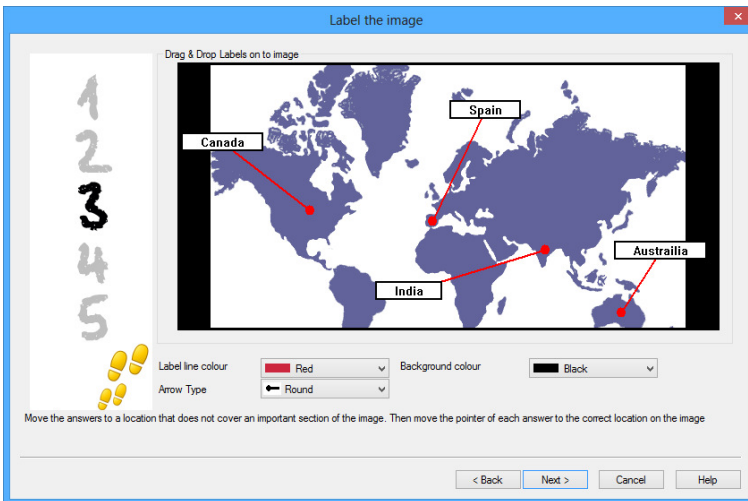 Label the image
1
2
3
4
5
Drag & Drop Labels on to image
Spain
Canada
Austrailia
India
Label line colour Red Background colour Black
Arrow Type Round
Move the answers to a location that does not cover an important section of the image. Then move the pointer of each answer to the correct location on the image
< Back Next > Cancel Help